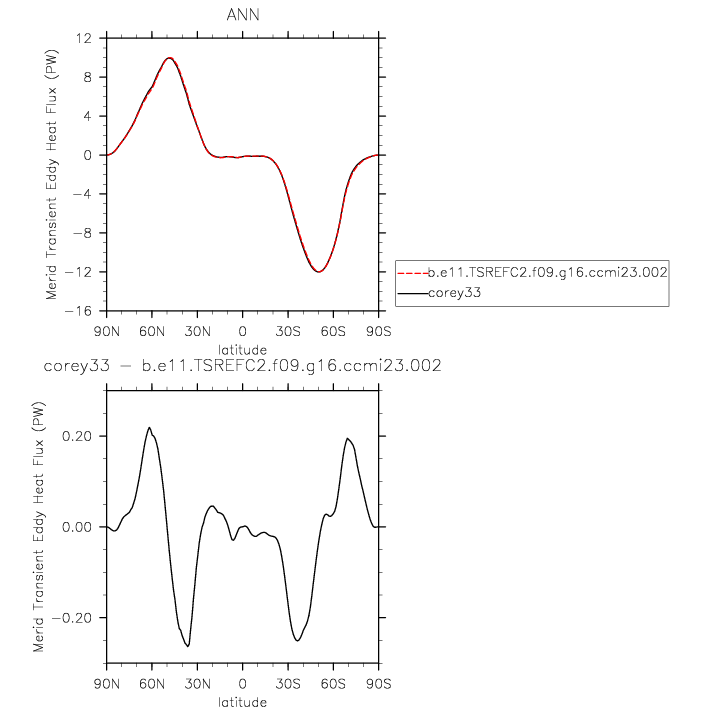 ANN
Merid Transient Eddy Heat Flux (PW)
12
8
4
0
−4
−8
−12
−16
90N 60N 30N 0 30S 60S 90S
latitude
b.e11.TSREFC2.f09.g16.ccmi23.002
corey33
corey33 − b.e11.TSREFC2.f09.g16.ccmi23.002
Merid Transient Eddy Heat Flux (PW)
0.20
0.00
−0.20
90N 60N 30N 0 30S 60S 90S
latitude